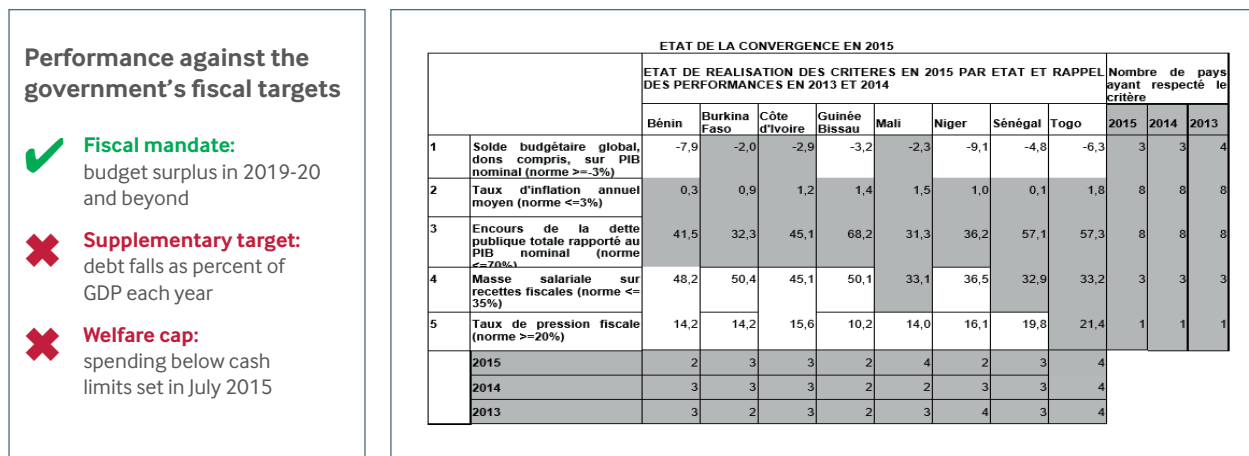 Performance against the
government's fiscal targets
Fiscal mandate:
budget surplus in 2019-20
and beyond
Supplementary target:
debt falls as percent of
GDP each year
Welfare cap:
spending below cash
limits set in July 2015
ETAT DE LA CONVERGENCE EN 2015
ETAT DE REALISATION DES CRITERES EN 2015 PAR ETAT ET RAPPEL
DES PERFORMANCES EN 2013 ET 2014
Nombre de pays
ayant respecté le
critère
Bénin Burkina Faso Côte d'Ivoire Guinée Bissau Mali Niger Sénégal Togo 2015 2014 2013
1 Solde budgétaire global,
dons compris, sur PIB
nominal (norme >=-3%)
-7,9 -2,0 -2,9 -3,2 -2,3 -9,1 -4,8 -6,3 3 3 4
2 Taux d'inflation annuel
moyen (norme <=3%)
0,3 0,9 1,2 1,4 1,5 1,0 0,1 1,8 8 8 8
3 Encours de la dette
publique totale rapporté au
PIB nominal (norme
<=70%)
41,5 32,3 45,1 68,2 31,3 36,2 57,1 57,3 8 8 8
4 Masse salariale sur
recettes fiscales (norme <=
35%)
48,2 50,4 45,1 50,1 33,1 36,5 32,9 33,2 3 3 3
5 Taux de pression fiscale
(norme >=20%)
14,2 14,2 15,6 10,2 14,0 16,1 19,8 21,4 1 1 1
2015 2 3 3 2 4 2 3 4
2014 3 3 3 2 2 3 3 4
2013 3 2 3 2 3 4 3 4